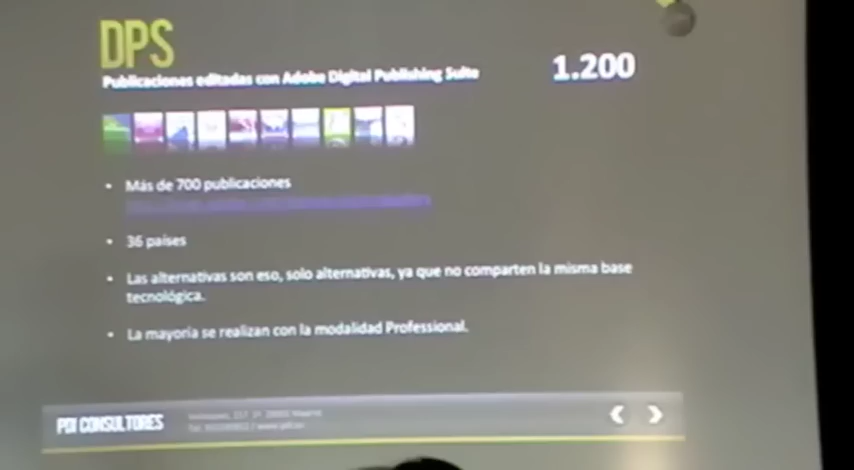 DPS
Publicaciones editadas con Adobe Digital Publishing Suite
1.200
• Más de 700 publicaciones
• 36 países
• Las alternativas son eso, solo alternativas, ya que no comparten la misma base
tecnológica.
• La mayoría se realizan con la modalidad Professional.
PDI CONSULTORES